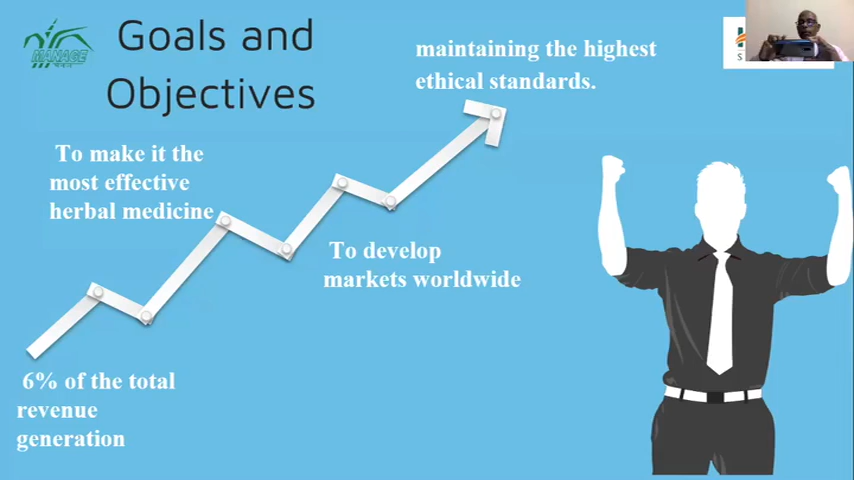 MANAGE
Goals and
Objectives
maintaining the highest
ethical standards.
To make it the
most effective
herbal medicine
To develop
markets worldwide
6% of the total
revenue
generation